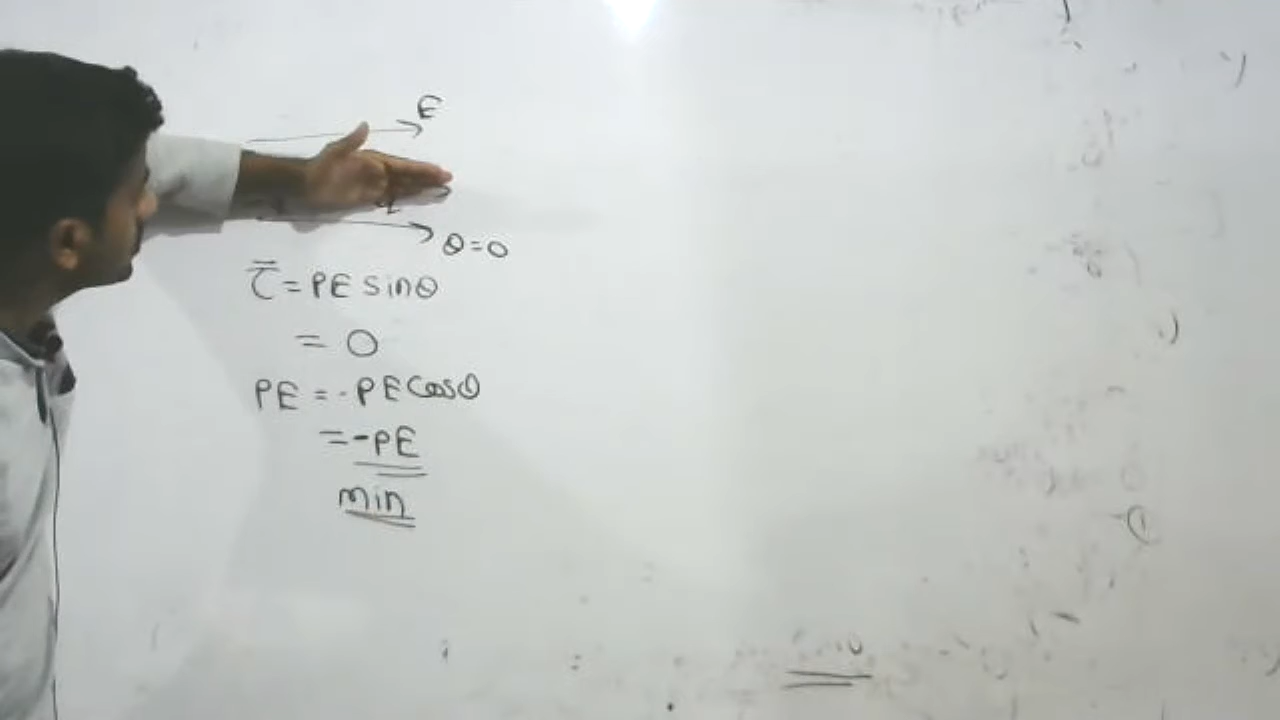 E
θ=0
τ̄ = PE sinθ
= 0
PE = -PE Cosθ
= -PE
min